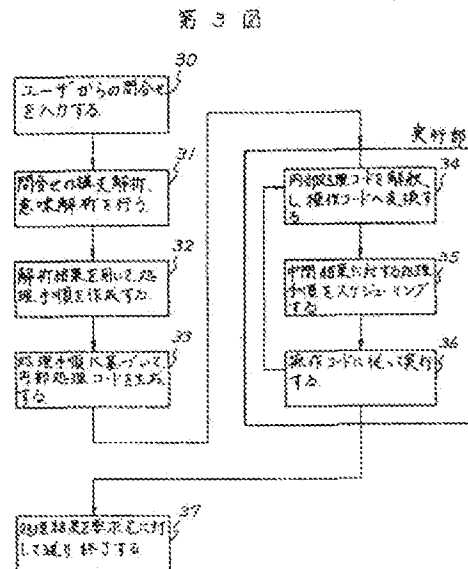 第3図
30
ユーザからの問合せ
を入力する
31
問合せの構文解析、
意味解析を行う
32
解析結果を用いて処
理手順を作成する
33
処理手順に基づいて
内部処理コードを生成
する
実行部
34
内部処理コードを解釈
し操作コードへ変換す
る
35
中間結果に対する処理
手順をスケジューリング
する
36
操作コードに従って実行
する
37
処理結果を要求元に対
して送り 終了する